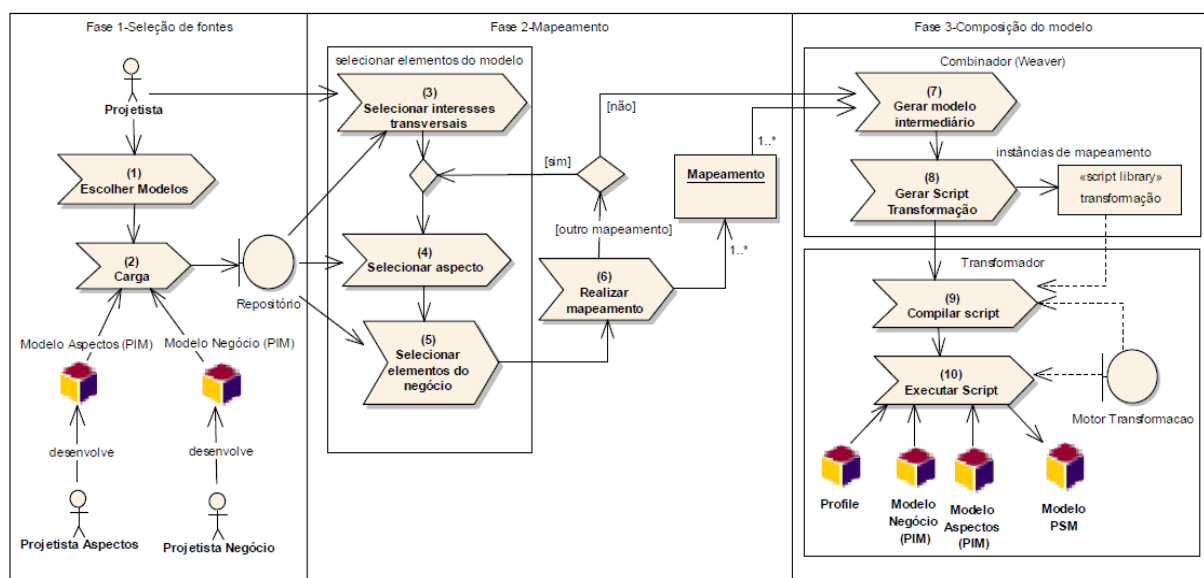 Fase 1-Seleção de fontes
Projetista
(1)
Escolher Modelos
(2)
Carga
Repositório
Modelo Aspectos (PIM)
Modelo Negócio (PIM)
desenvolve
desenvolve
Projetista Aspectos
Projetista Negócio
Fase 2-Mapeamento
selecionar elementos do modelo
(3)
Selecionar interesses
transversais
[sim]
[não]
(4)
Selecionar aspecto
(5)
Selecionar
elementos do
negócio
[outro mapeamento]
(6)
Realizar
mapeamento
Mapeamento
1..*
1..*
Fase 3-Composição do modelo
Combinador (Weaver)
(7)
Gerar modelo
intermediário
(8)
Gerar Script
Transformação
instâncias de mapeamento
«script library»
transformação
Transformador
(9)
Compilar script
(10)
Executar Script
Motor Transformacao
Profile
Modelo
Negócio
(PIM)
Modelo
Aspectos
(PIM)
Modelo
PSM